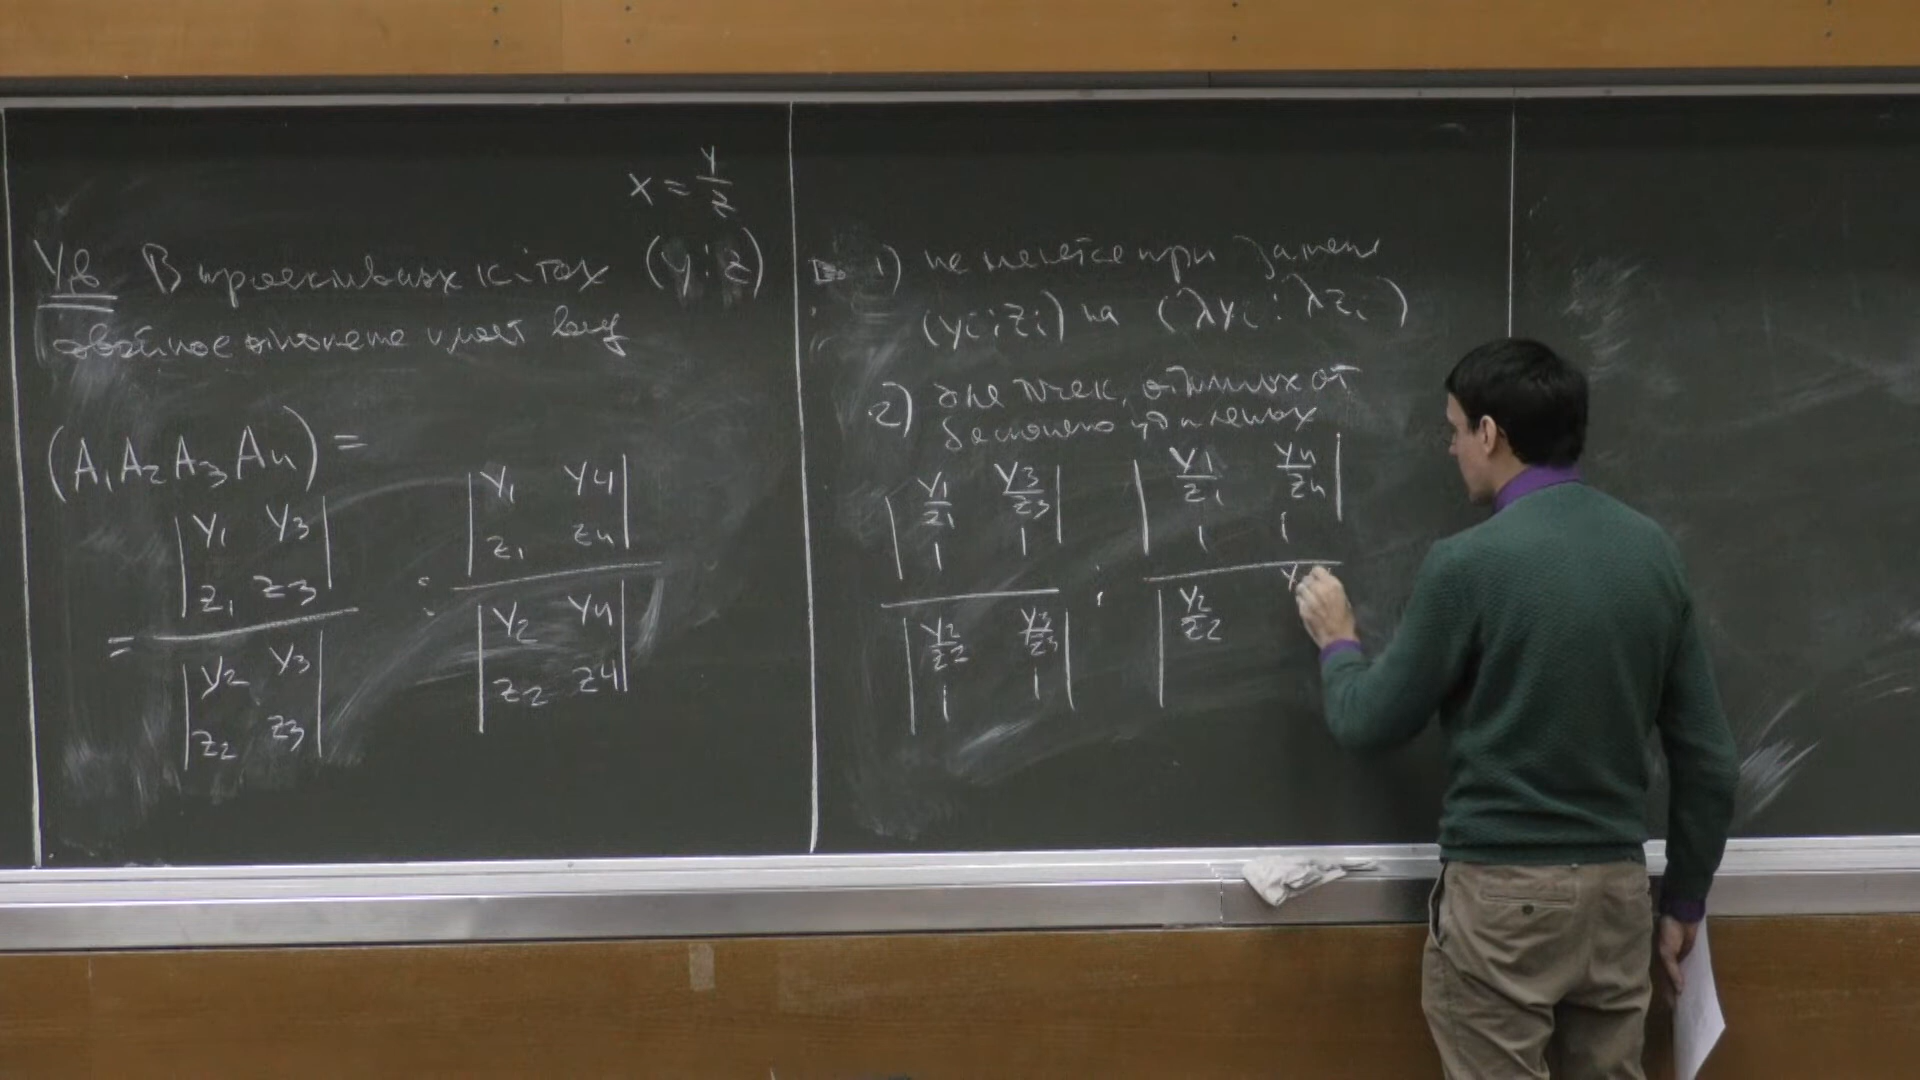 x = y/z
Утв В проективных к-тах (y : z)
двойное отношение имеет вид
(A₁A₂A₃A₄) =
= |y₁ y₃; z₁ z₃| / |y₂ y₃; z₂ z₃| : |y₁ y₄; z₁ z₄| / |y₂ y₄; z₂ z₄|
1) не меняется при замене
(yᵢ : zᵢ) на (λyᵢ : λzᵢ)
2) для точек, отличных от
бесконечно удаленных
|y₁/z₁ y₃/z₃; 1 1| / |y₂/z₂ y₃/z₃; 1 1| : |y₁/z₁ y₄/z₄; 1 1| / |y₂/z₂ y